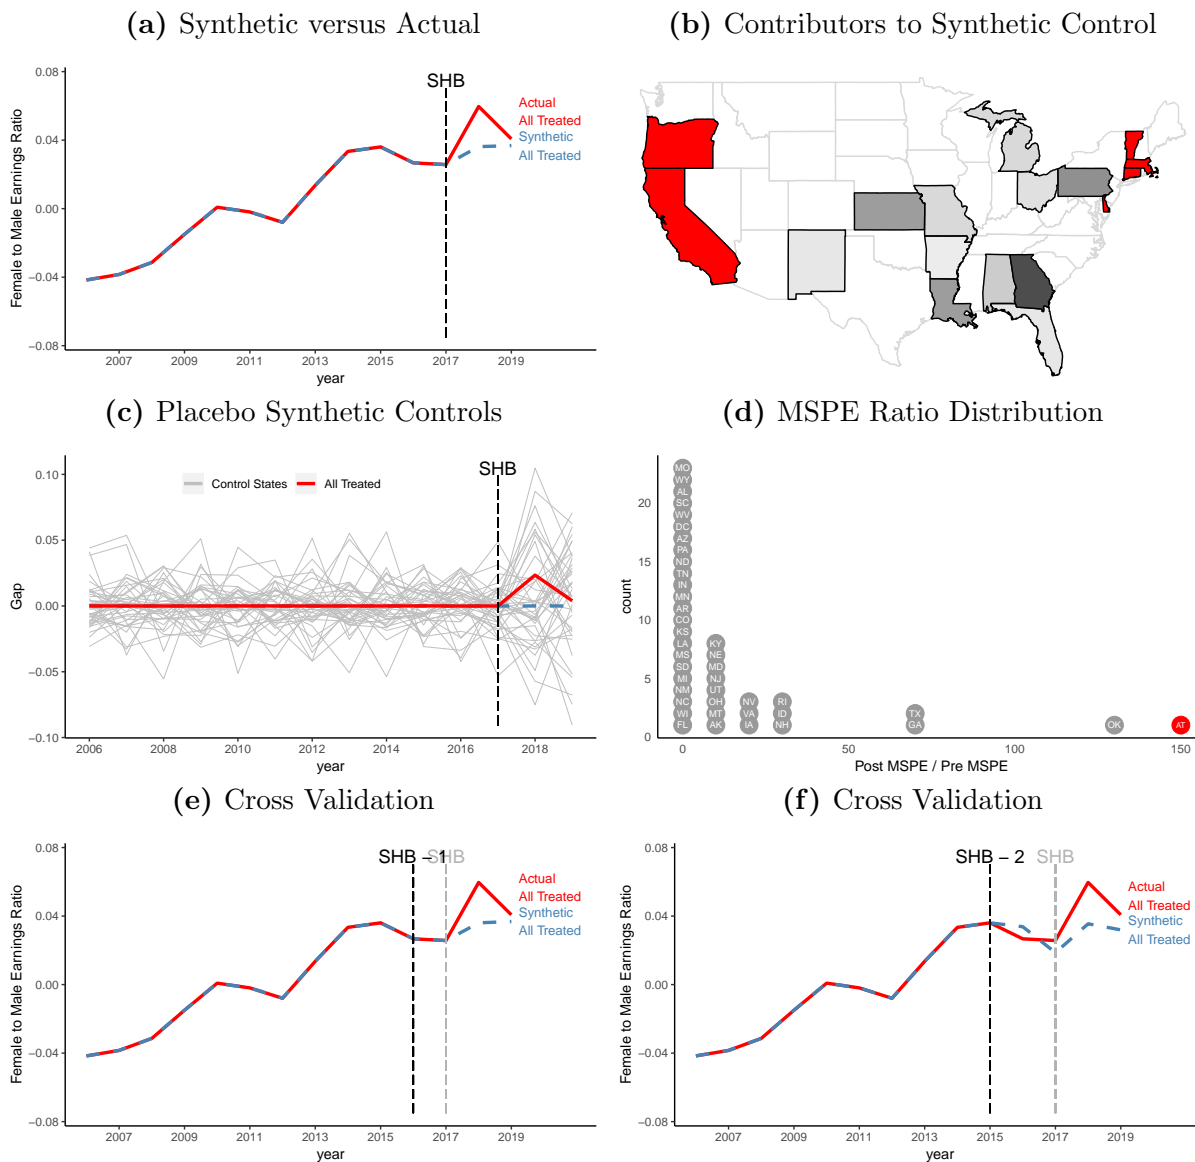 (a) Synthetic versus Actual
0.08
0.04
0.00
−0.04
−0.08
Female to Male Earnings Ratio
SHB
Actual
All Treated
Synthetic
All Treated
2007 2009 2011 2013 2015 2017 2019
year
(b) Contributors to Synthetic Control
(c) Placebo Synthetic Controls
0.10
0.05
0.00
−0.05
−0.10
Gap
SHB
Control States All Treated
2006 2008 2010 2012 2014 2016 2018
year
(d) MSPE Ratio Distribution
20
15
10
5
0
count
MO
WY
AL
SC
WV
DC
AZ
PA
ND
TN
IN
MN
AR
CO
KS
LA
MS
SD
MI
NM
NC
WI
FL
KY
NE
MD
NJ
UT
OH
MT
AK
NV
VA
IA
RI
ID
NH
TX
GA
OK
AT
0 50 100 150
Post MSPE / Pre MSPE
(e) Cross Validation
0.08
0.04
0.00
−0.04
−0.08
Female to Male Earnings Ratio
SHB − 1
SHB
Actual
All Treated
Synthetic
All Treated
2007 2009 2011 2013 2015 2017 2019
year
(f) Cross Validation
0.08
0.04
0.00
−0.04
−0.08
Female to Male Earnings Ratio
SHB − 2
SHB
Actual
All Treated
Synthetic
All Treated
2007 2009 2011 2013 2015 2017 2019
year